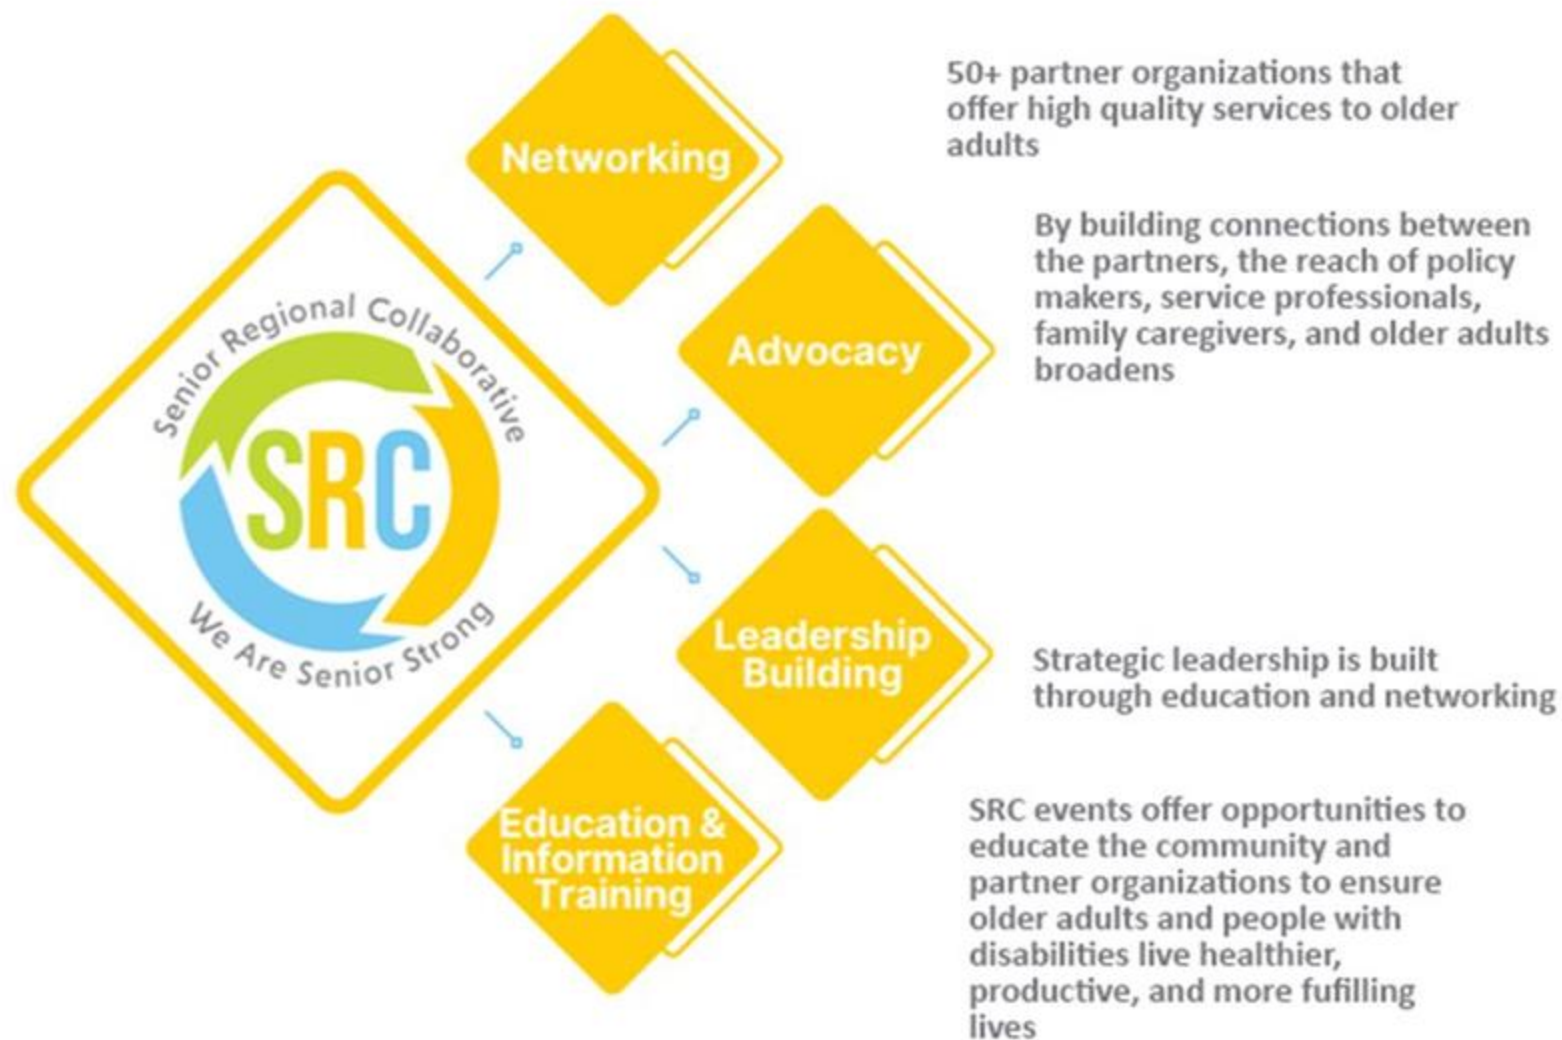 Senior Regional Collaborative
SRC
We Are Senior Strong
Networking
50+ partner organizations that
offer high quality services to older
adults
Advocacy
By building connections between
the partners, the reach of policy
makers, service professionals,
family caregivers, and older adults
broadens
Leadership
Building
Strategic leadership is built
through education and networking
Education &
Information
Training
SRC events offer opportunities to
educate the community and
partner organizations to ensure
older adults and people with
disabilities live healthier,
productive, and more fufilling
lives